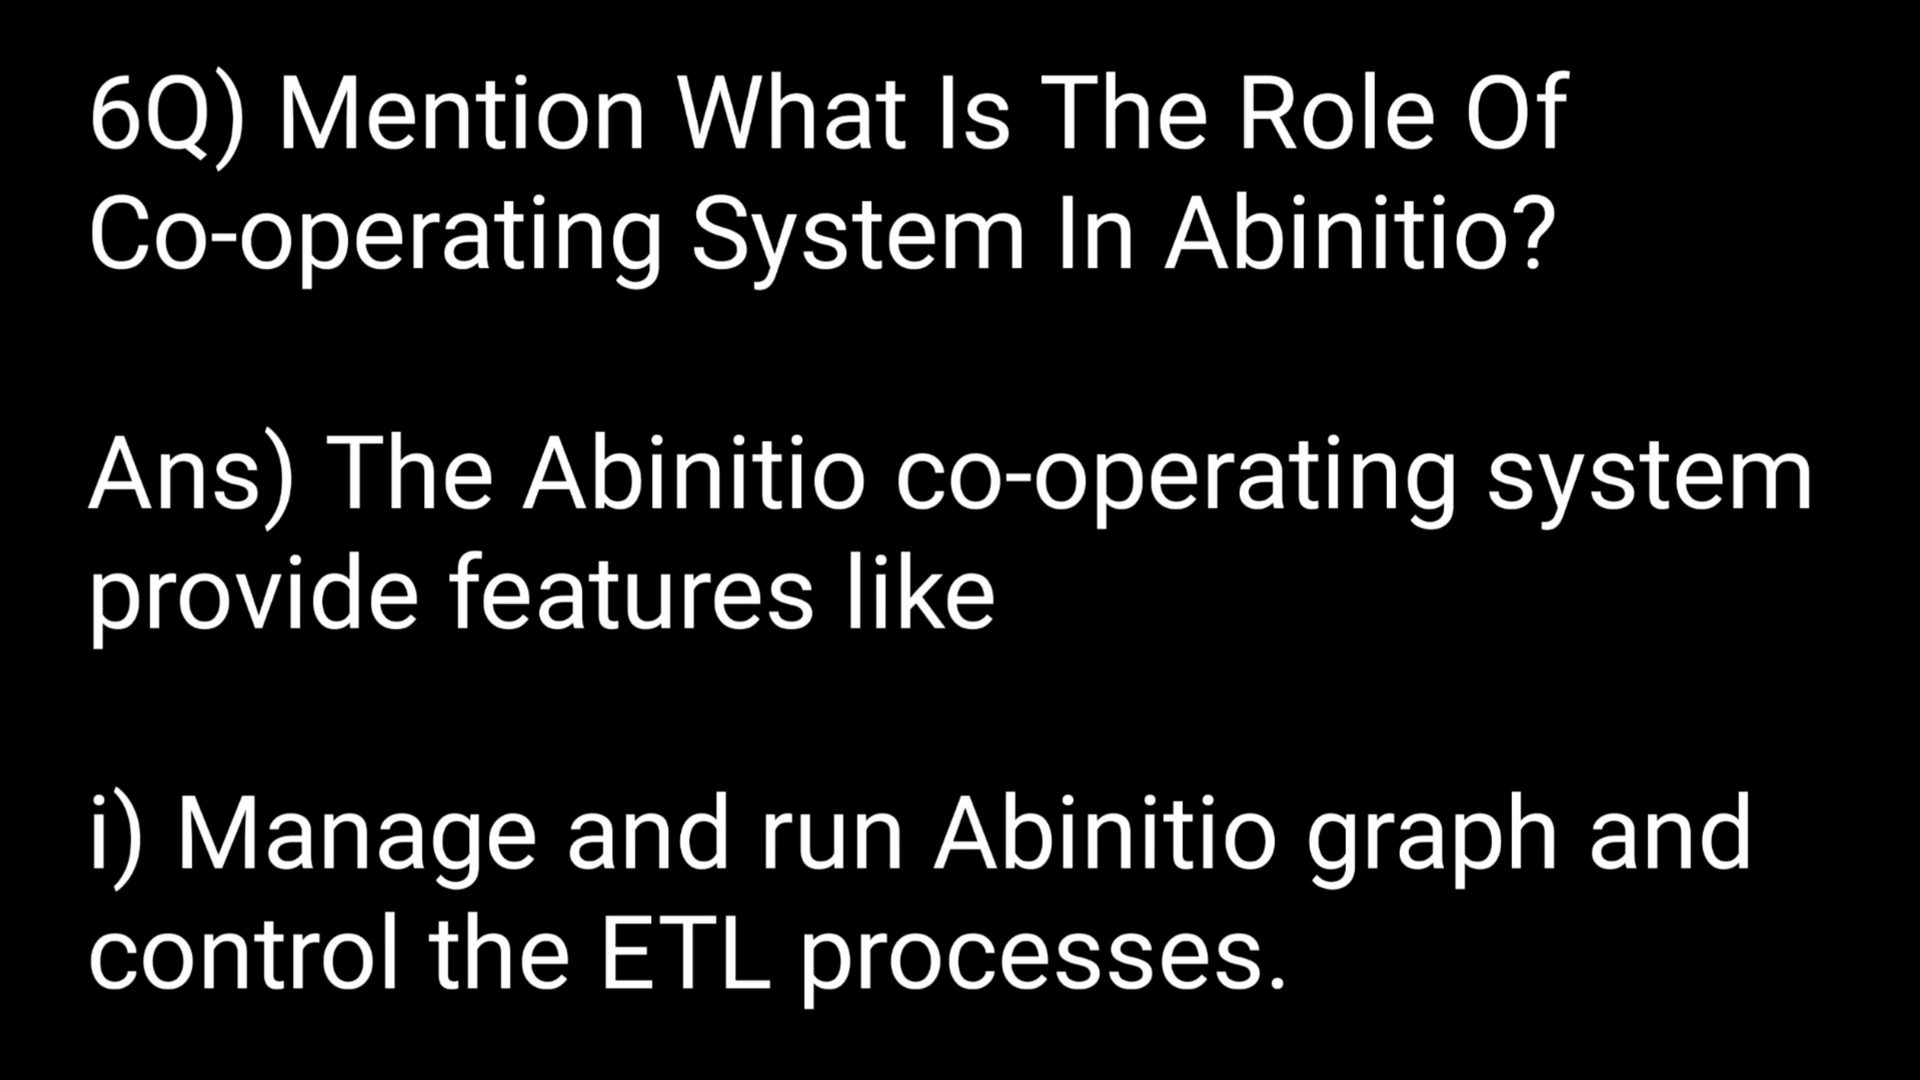 6Q) Mention What Is The Role Of
Co-operating System In Abinitio?
Ans) The Abinitio co-operating system
provide features like
i) Manage and run Abinitio graph and
control the ETL processes.